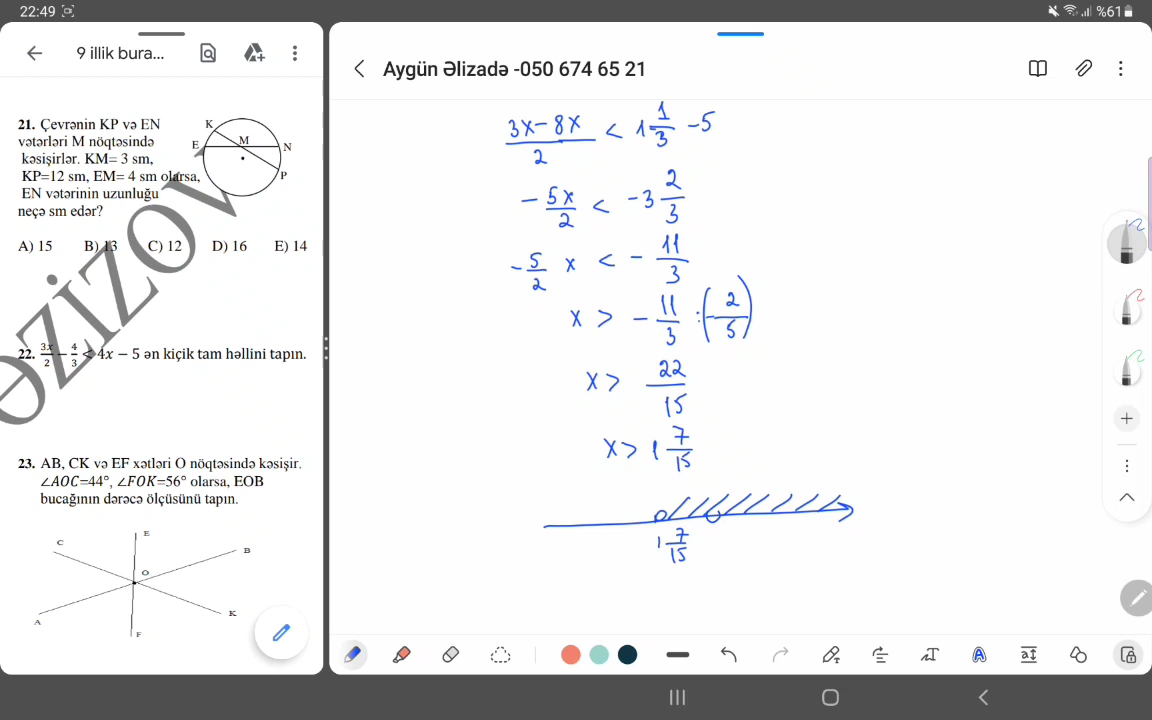 22:49 %61
9 illik bura...
21. Çevrənin KP və EN
vətərləri M nöqtəsində
kəsişirlər. KM= 3 sm,
KP=12 sm, EM= 4 sm olarsa,
EN vətərinin uzunluğu
neçə sm edər?
K
E M N
P
A) 15 B) 13 C) 12 D) 16 E) 14
ƏZİZOV
22. 3x/2 − 4/3 < 4x − 5 ən kiçik tam həllini tapın.
23. AB, CK və EF xətləri O nöqtəsində kəsişir.
∠AOC=44°, ∠FOK=56° olarsa, EOB
bucağının dərəcə ölçüsünü tapın.
E
C B
O
A K
F
Aygün Əlizadə -050 674 65 21
(3x-8x)/2 < 1 1/3 -5
- 5x/2 < -3 2/3
- 5/2 x < - 11/3
x > - 11/3 : (- 2/5)
x > 22/15
x > 1 7/15
1 7/15